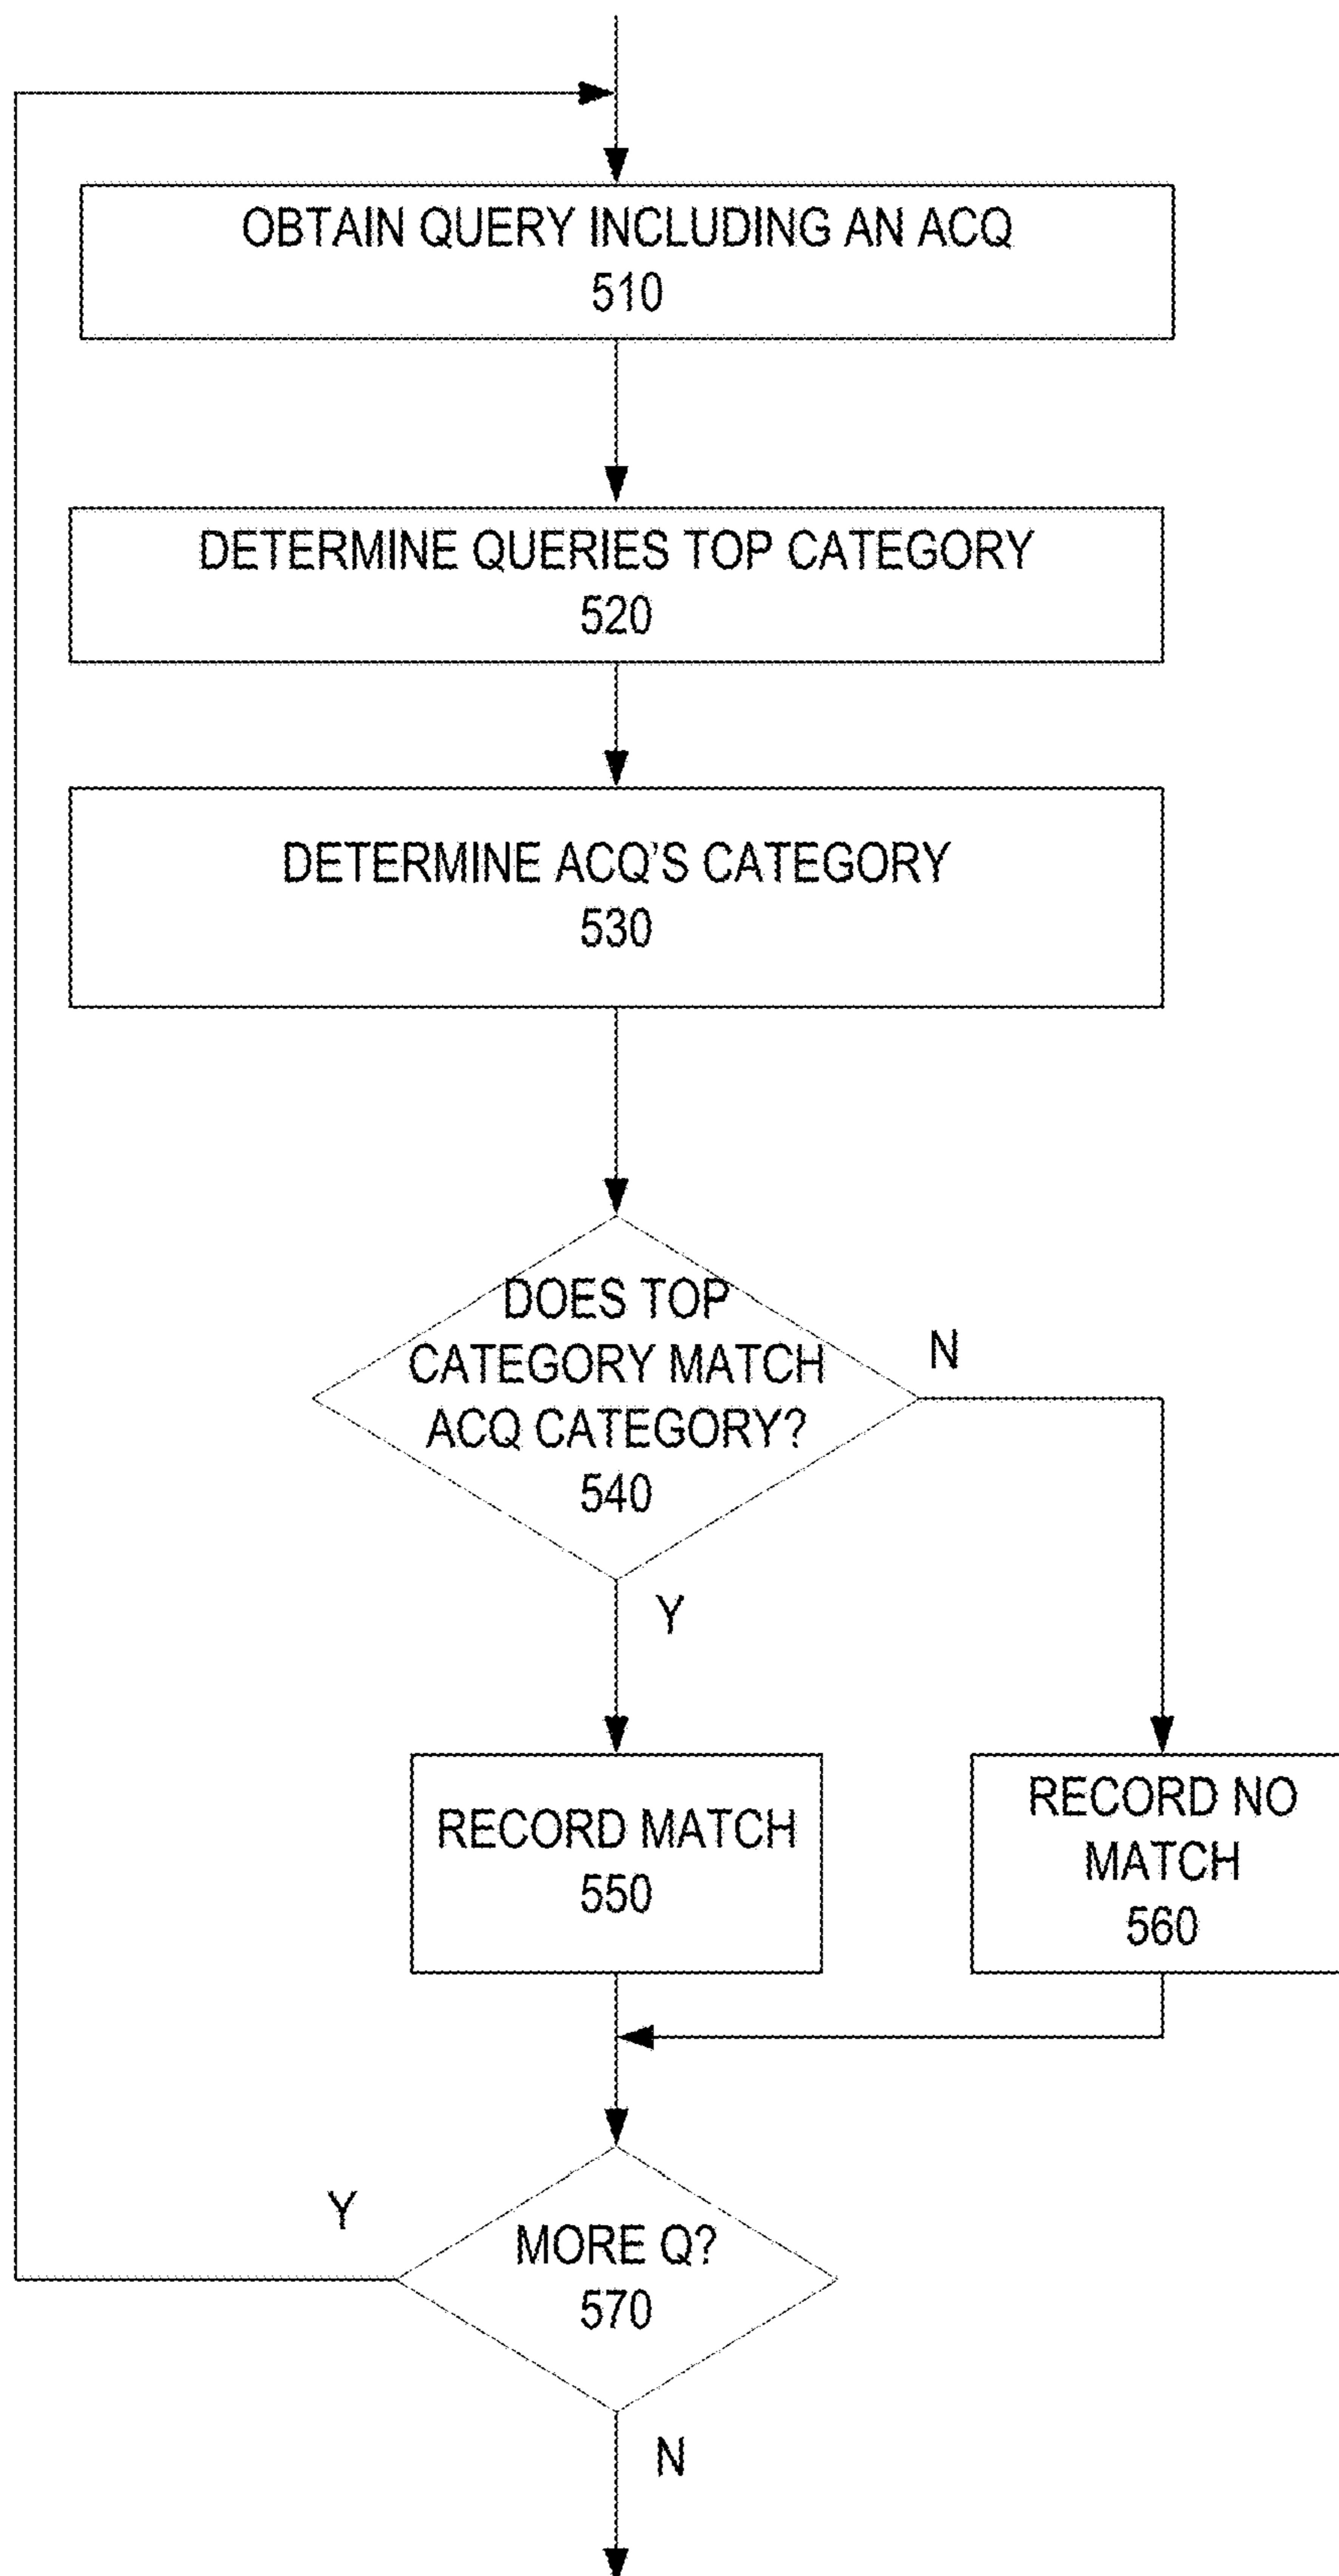 OBTAIN QUERY INCLUDING AN ACQ
510
DETERMINE QUERIES TOP CATEGORY
520
DETERMINE ACQ'S CATEGORY
530
DOES TOP
CATEGORY MATCH
ACQ CATEGORY?
540
N
Y
RECORD MATCH
550
RECORD NO
MATCH
560
Y
MORE Q?
570
N